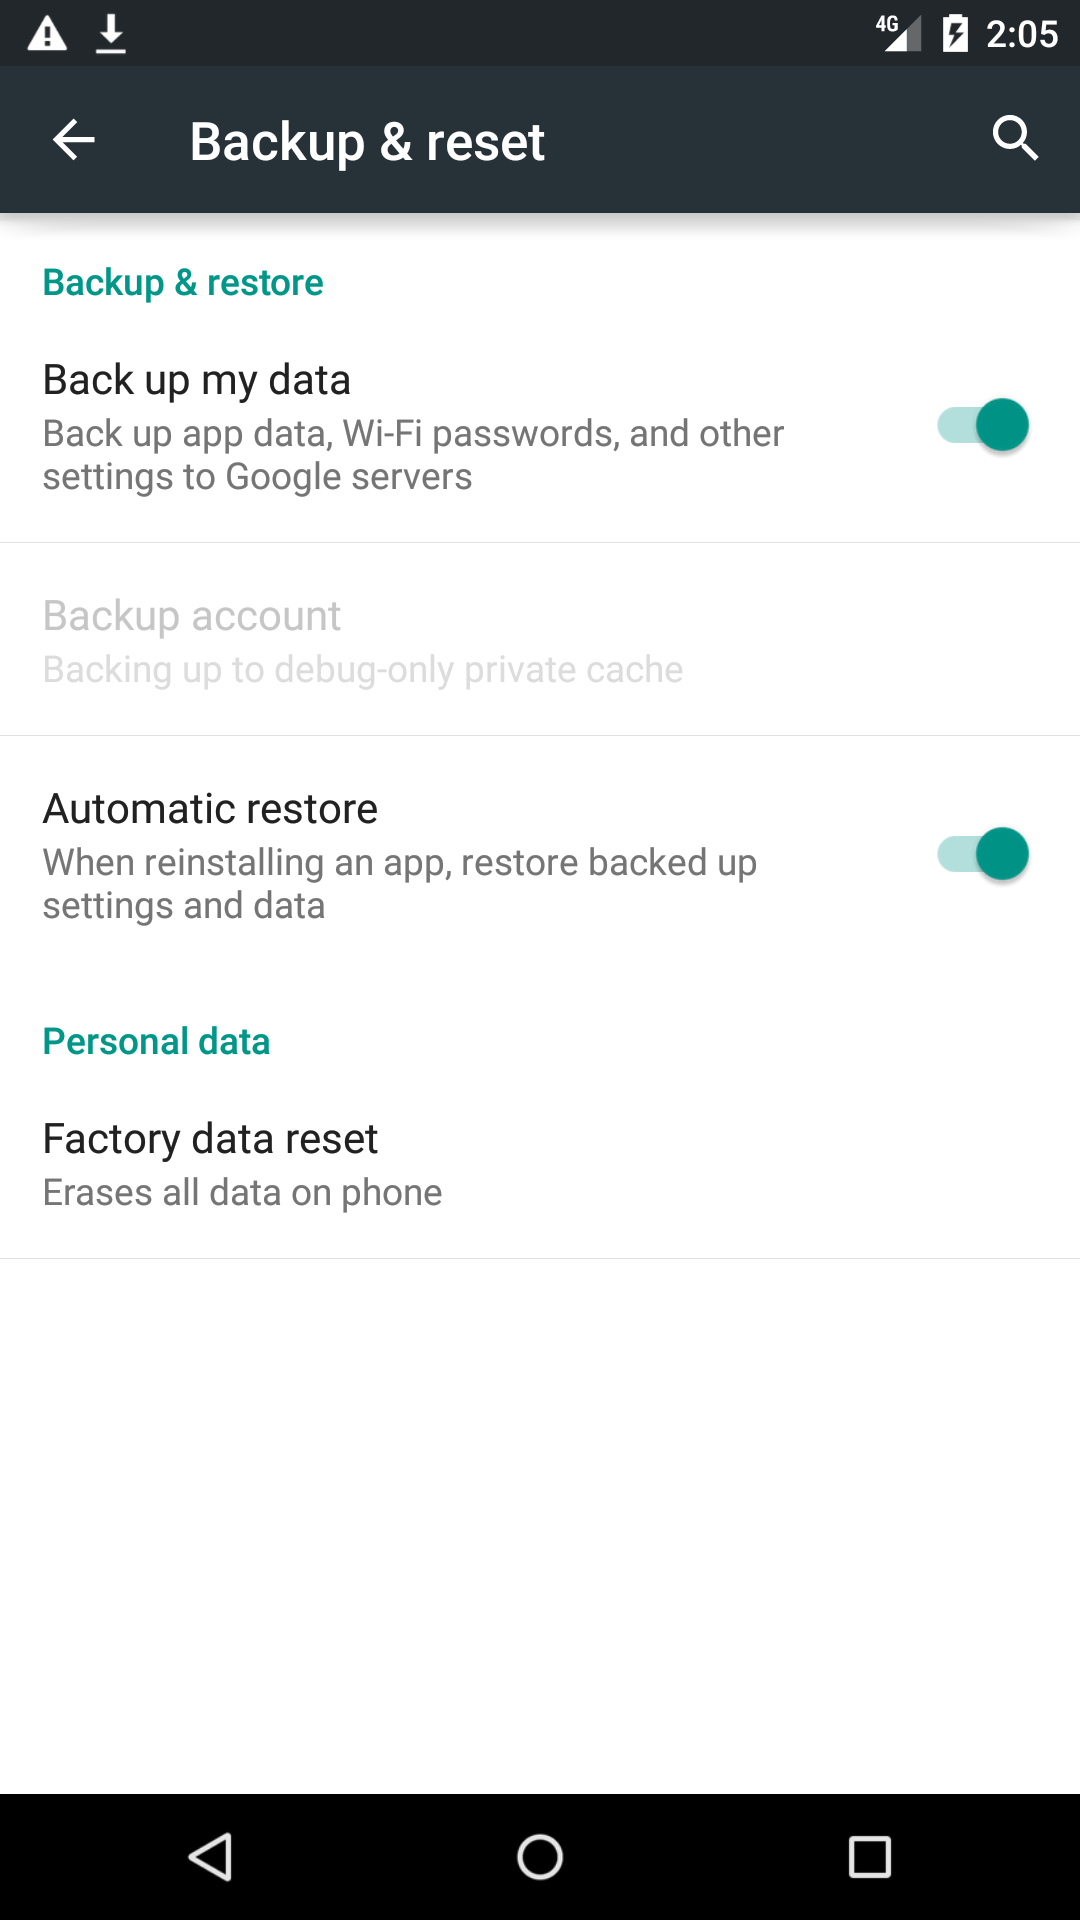 4G 2:05
Backup & reset
Backup & restore
Back up my data
Back up app data, Wi-Fi passwords, and other
settings to Google servers
Backup account
Backing up to debug-only private cache
Automatic restore
When reinstalling an app, restore backed up
settings and data
Personal data
Factory data reset
Erases all data on phone